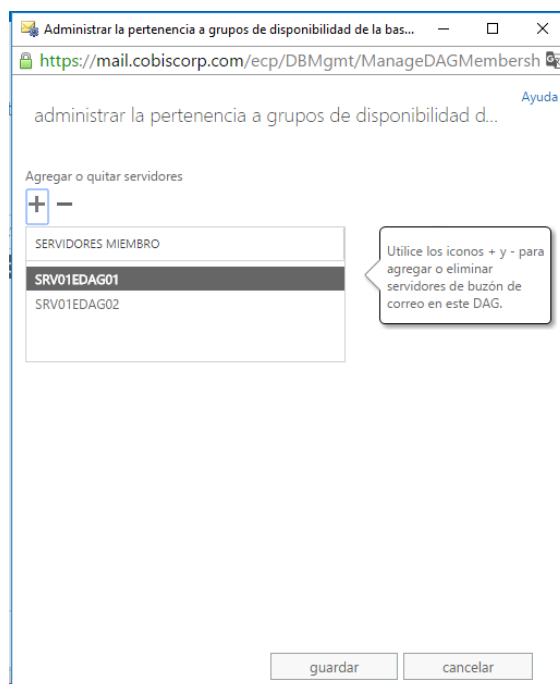 Administrar la pertenencia a grupos de disponibilidad de la bas...
https://mail.cobiscorp.com/ecp/DBMgmt/ManageDAGMembersh
Ayuda
administrar la pertenencia a grupos de disponibilidad d...
Agregar o quitar servidores
SERVIDORES MIEMBRO
SRV01EDAG01
SRV01EDAG02
Utilice los iconos + y - para
agregar o eliminar
servidores de buzón de
correo en este DAG.
guardar
cancelar